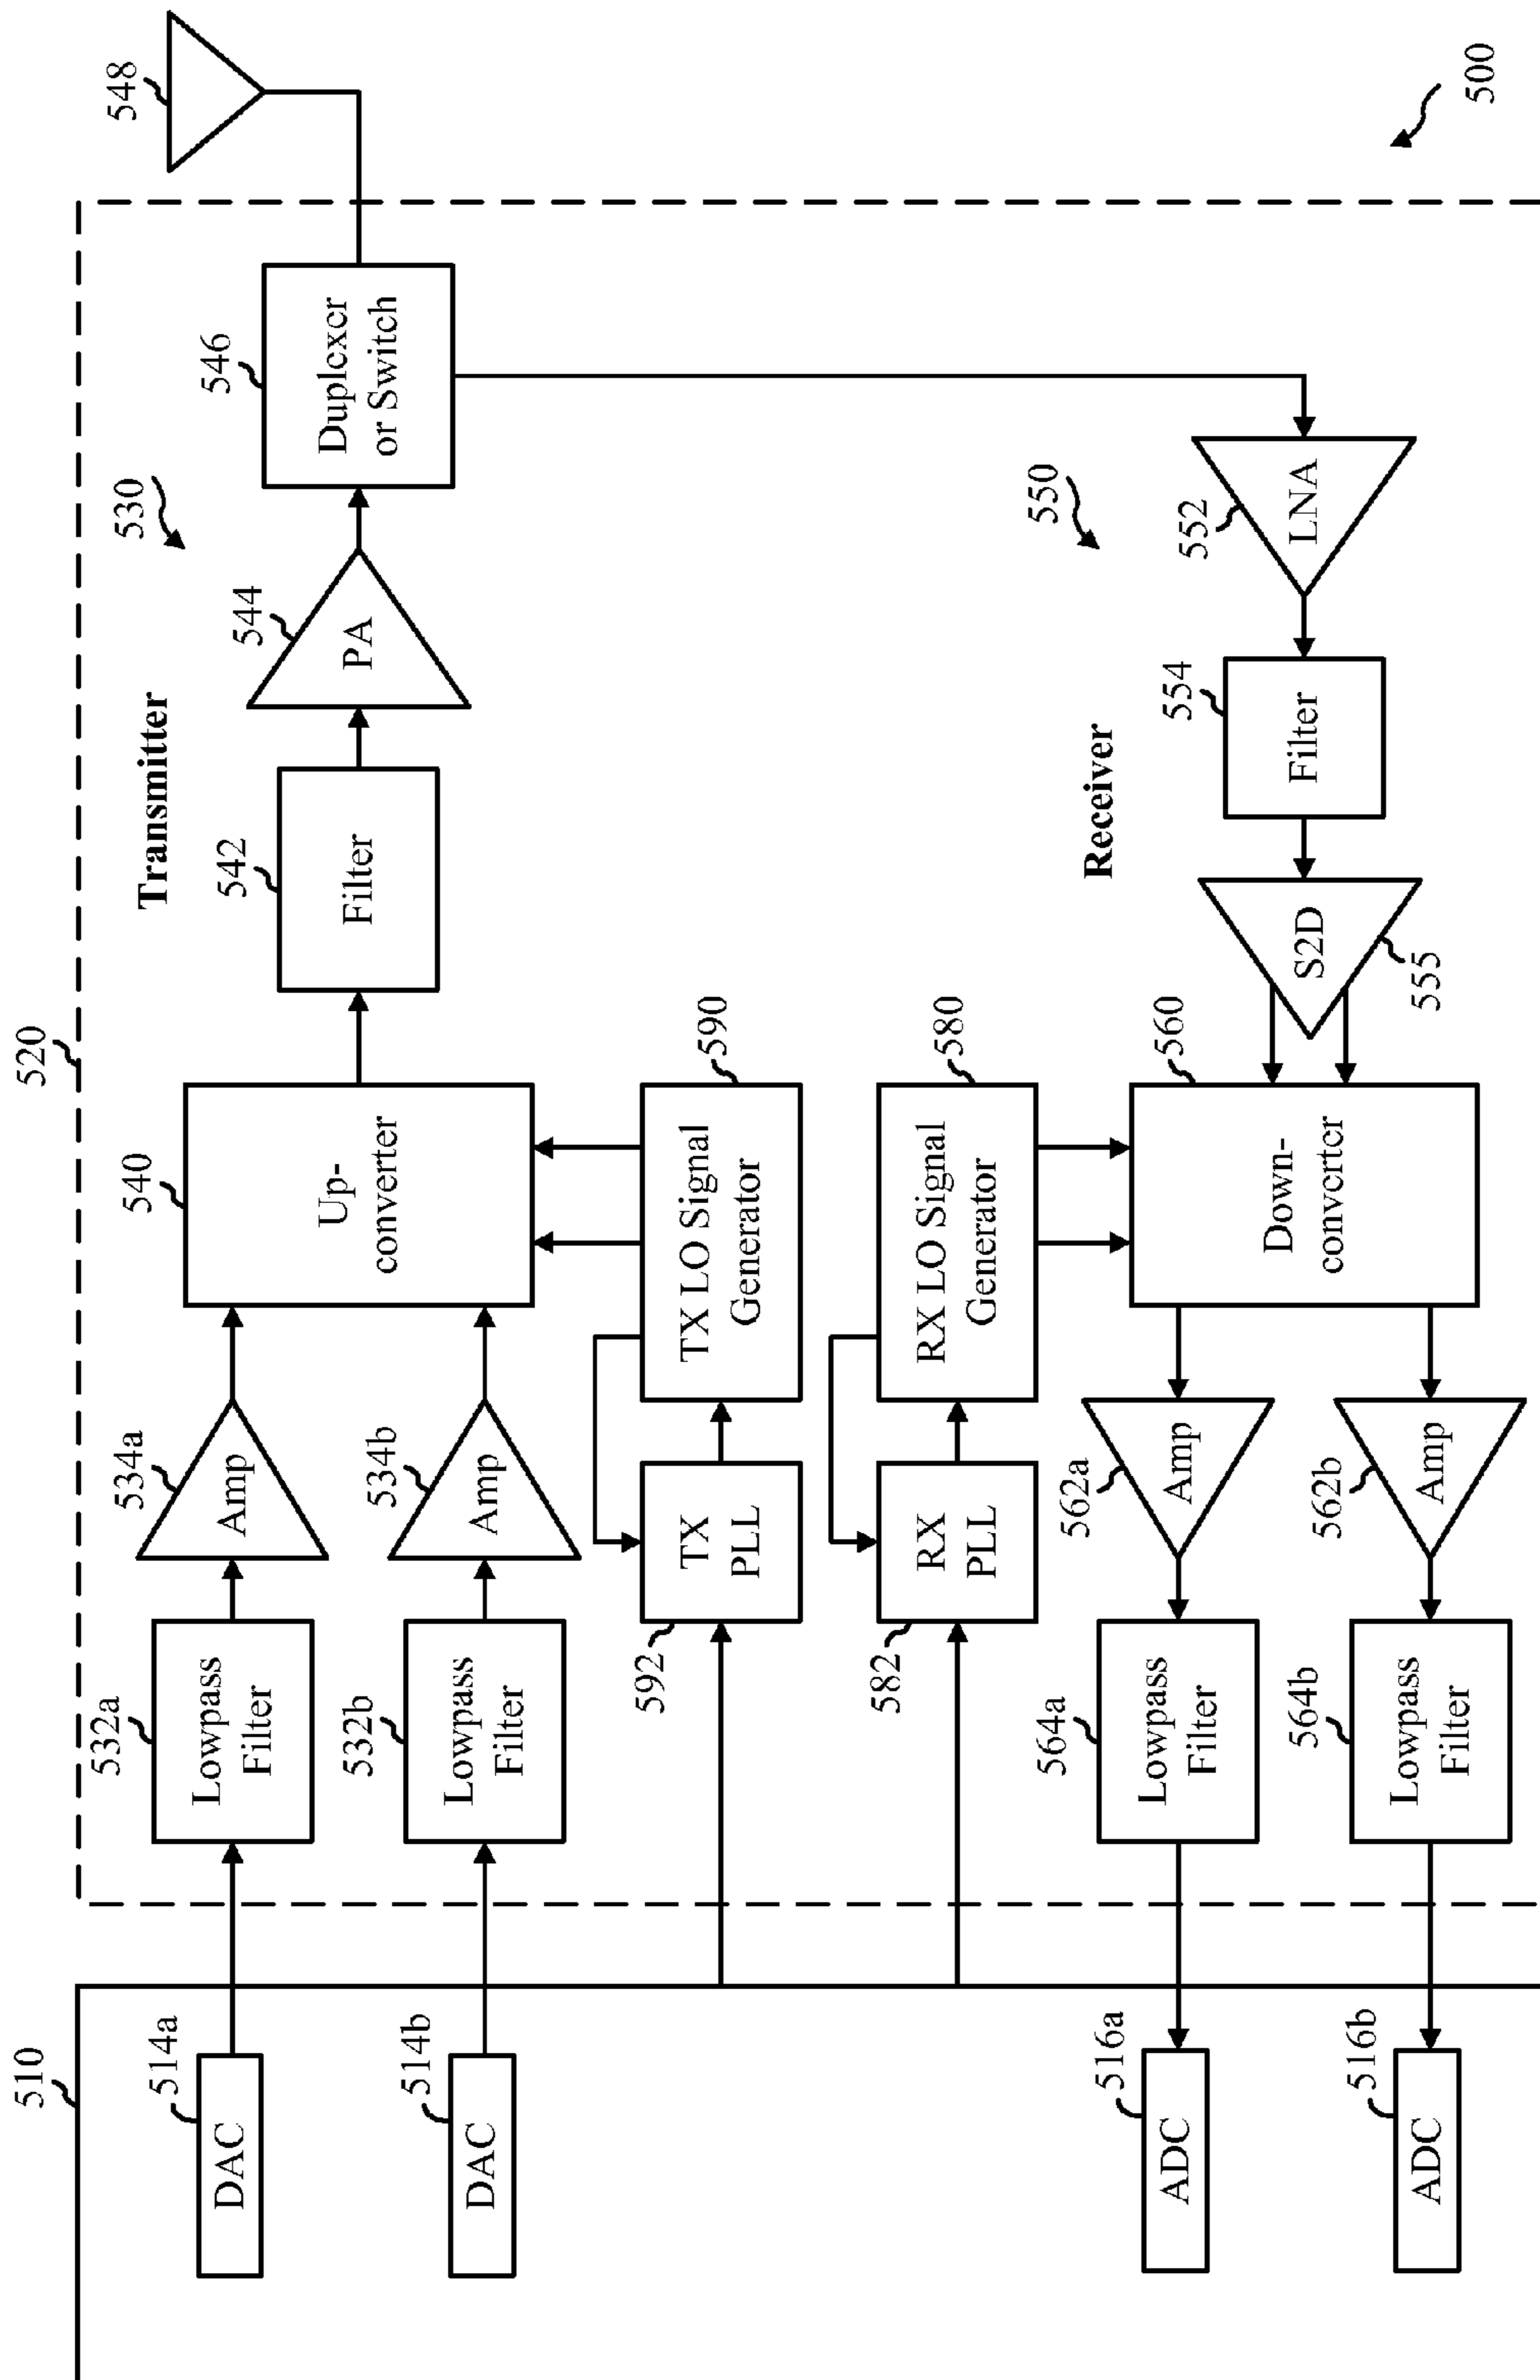 510
520
514a
DAC
532a
Lowpass
Filter
534a
Amp
540
Up-
converter
Transmitter
542
Filter
544
PA
530
546
Duplexer
or Switch
548
514b
DAC
532b
Lowpass
Filter
534b
Amp
592
TX
PLL
TX LO Signal
Generator
590
582
RX
PLL
RX LO Signal
Generator
580
Receiver
550
516a
ADC
564a
Lowpass
Filter
562a
Amp
560
Down-
converter
S2D
555
554
Filter
552
LNA
516b
ADC
564b
Lowpass
Filter
562b
Amp
500